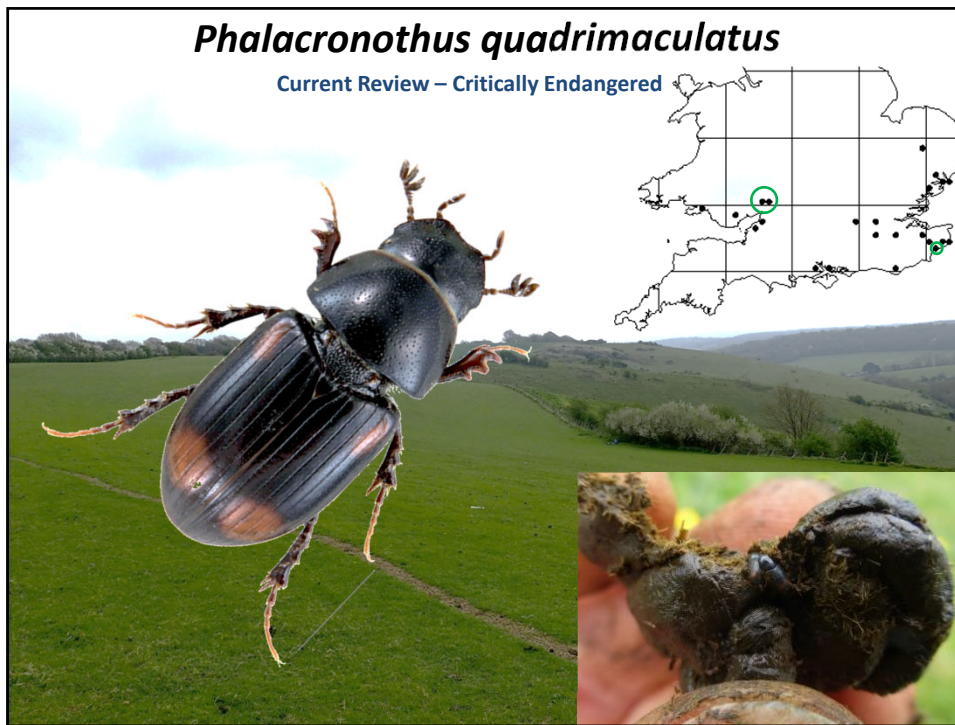 Phalacronothus quadrimaculatus
Current Review – Critically Endangered